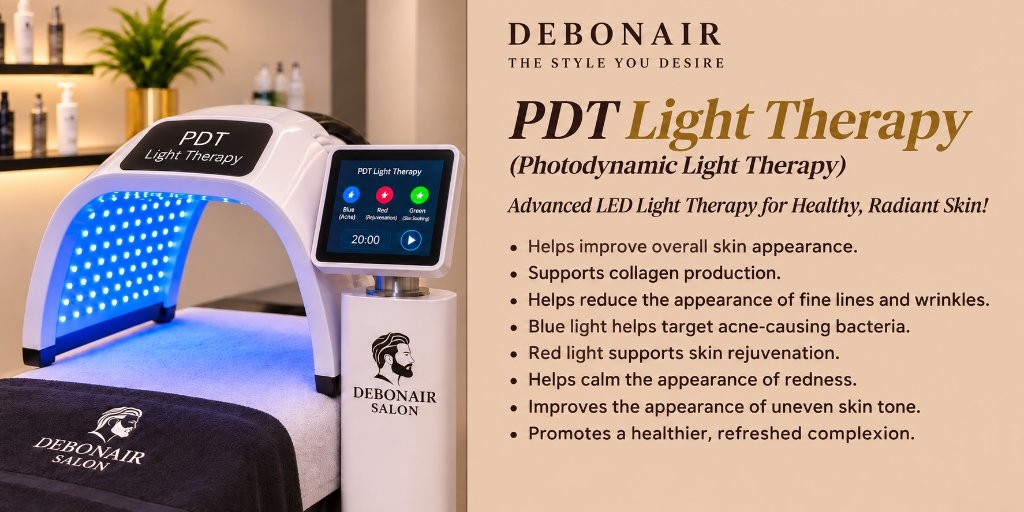 PDT
Light Therapy
PDT Light Therapy
Blue
(Acne)
Red
(Rejuvenation)
Green
(Skin Soothing)
20:00
DEBONAIR
SALON
DEBONAIR
SALON
DEBONAIR
THE STYLE YOU DESIRE
PDT Light Therapy
(Photodynamic Light Therapy)
Advanced LED Light Therapy for Healthy, Radiant Skin!
• Helps improve overall skin appearance.
• Supports collagen production.
• Helps reduce the appearance of fine lines and wrinkles.
• Blue light helps target acne-causing bacteria.
• Red light supports skin rejuvenation.
• Helps calm the appearance of redness.
• Improves the appearance of uneven skin tone.
• Promotes a healthier, refreshed complexion.